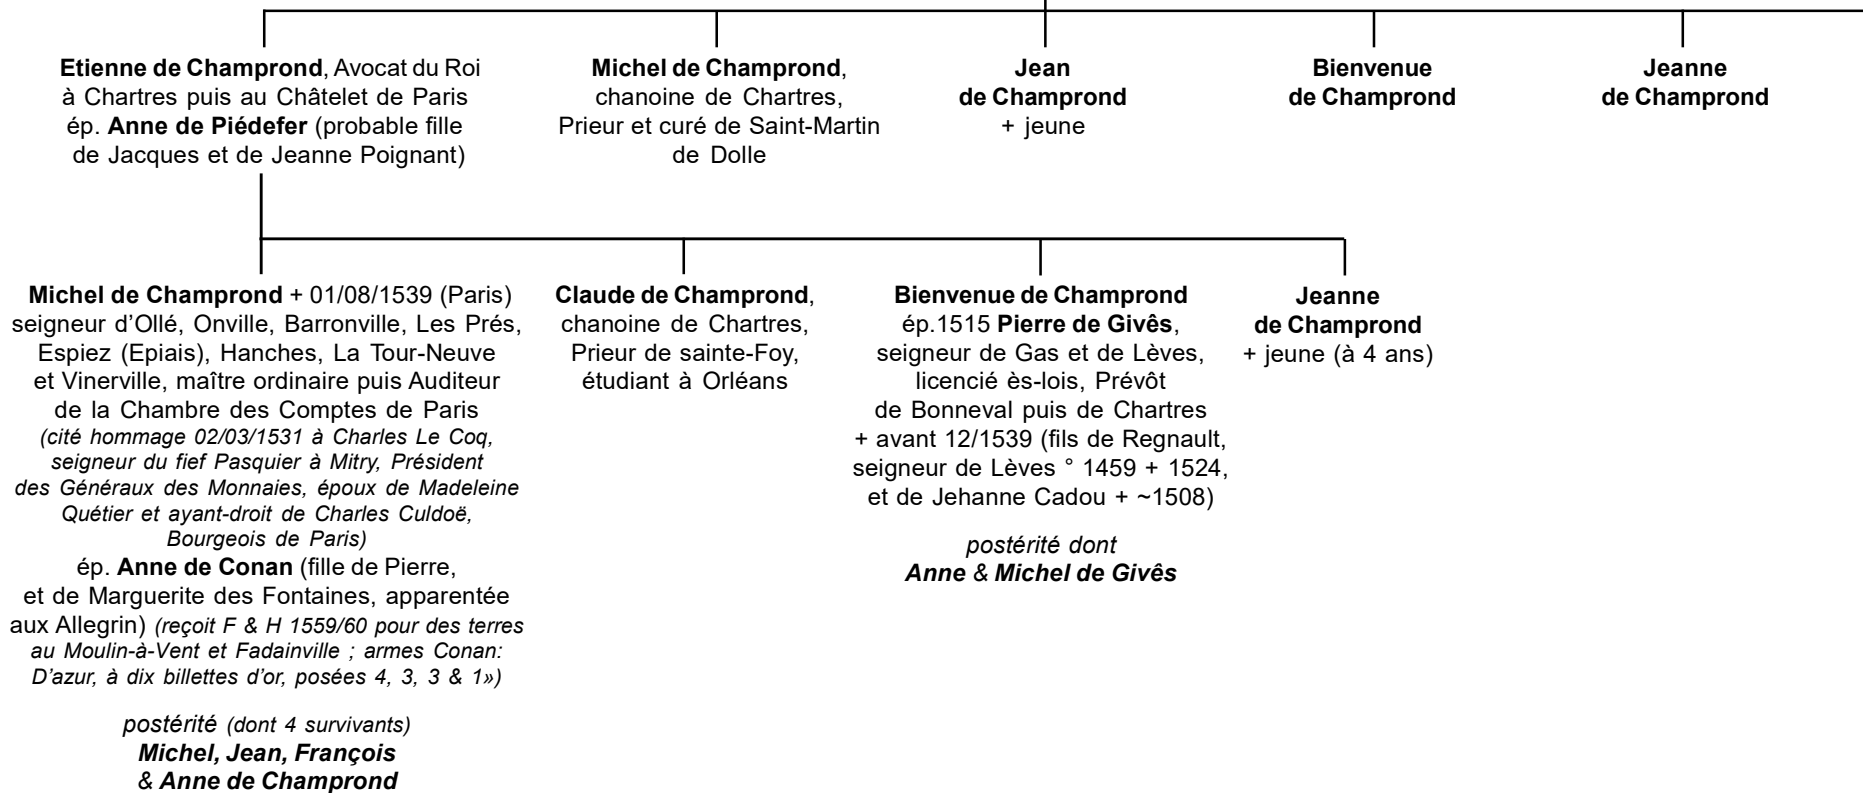 Etienne de Champrond, Avocat du Roi
à Chartres puis au Châtelet de Paris
ép. Anne de Piédefer (probable fille
de Jacques et de Jeanne Poignant)
Michel de Champrond,
chanoine de Chartres,
Prieur et curé de Saint-Martin
de Dolle
Jean
de Champrond
+ jeune
Bienvenue
de Champrond
Jeanne
de Champrond
Michel de Champrond + 01/08/1539 (Paris)
seigneur d'Ollé, Onville, Barronville, Les Prés,
Espiez (Epiais), Hanches, La Tour-Neuve
et Vinerville, maître ordinaire puis Auditeur
de la Chambre des Comptes de Paris
(cité hommage 02/03/1531 à Charles Le Coq,
seigneur du fief Pasquier à Mitry, Président
des Généraux des Monnaies, époux de Madeleine
Quétier et ayant-droit de Charles Culdoë,
Bourgeois de Paris)
ép. Anne de Conan (fille de Pierre,
et de Marguerite des Fontaines, apparentée
aux Allegrin) (reçoit F & H 1559/60 pour des terres
au Moulin-à-Vent et Fadainville ; armes Conan:
D'azur, à dix billettes d'or, posées 4, 3, 3 & 1»)
postérité (dont 4 survivants)
Michel, Jean, François
& Anne de Champrond
Claude de Champrond,
chanoine de Chartres,
Prieur de sainte-Foy,
étudiant à Orléans
Bienvenue de Champrond
ép.1515 Pierre de Givês,
seigneur de Gas et de Lèves,
licencié ès-lois, Prévôt
de Bonneval puis de Chartres
+ avant 12/1539 (fils de Regnault,
seigneur de Lèves ° 1459 + 1524,
et de Jehanne Cadou + ~1508)
postérité dont
Anne & Michel de Givês
Jeanne
de Champrond
+ jeune (à 4 ans)